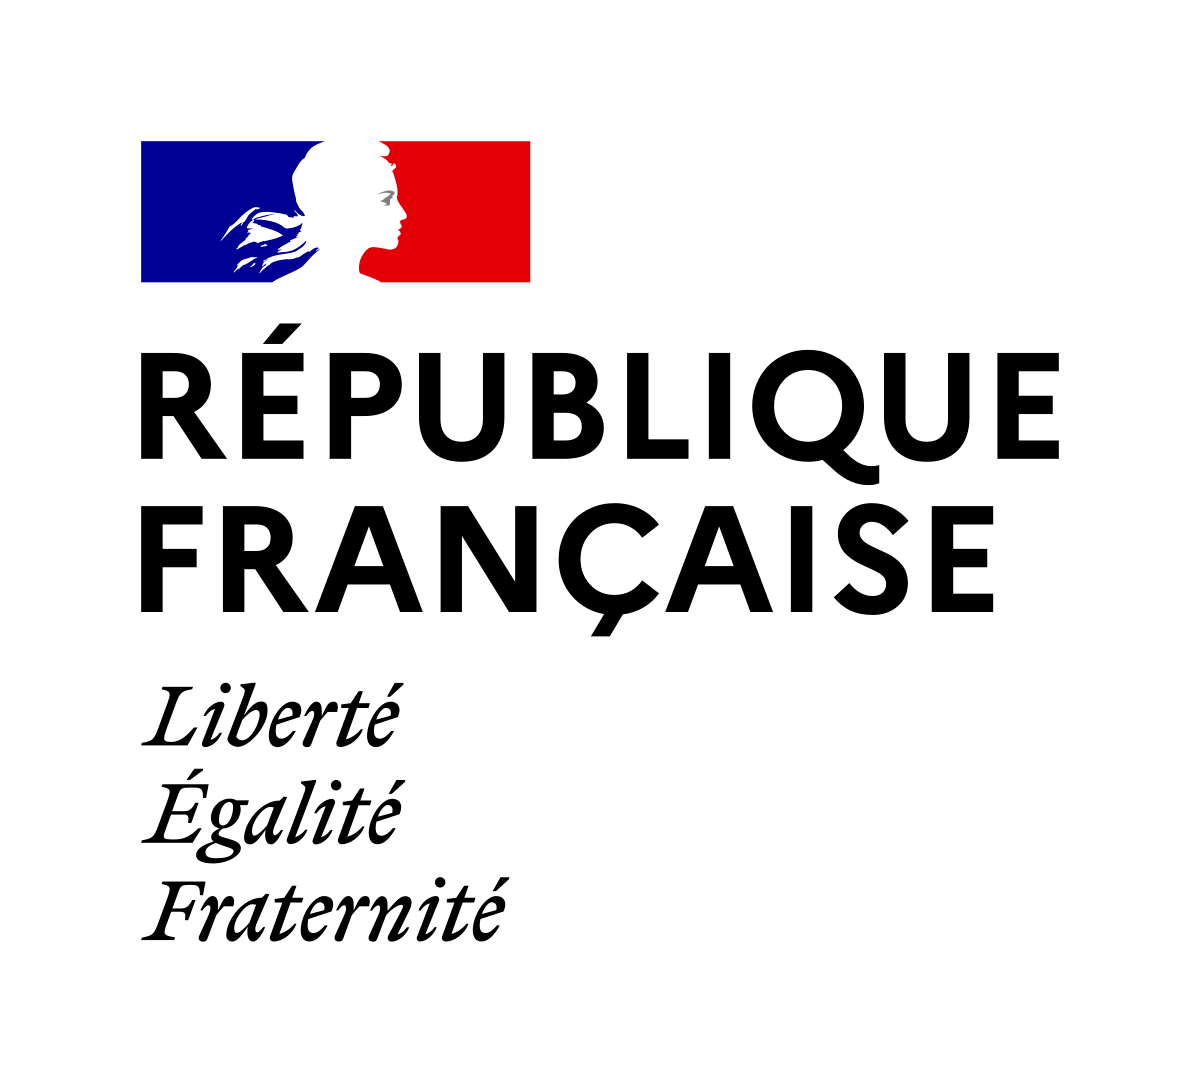 RÉPUBLIQUE
FRANÇAISE
Liberté
Égalité
Fraternité